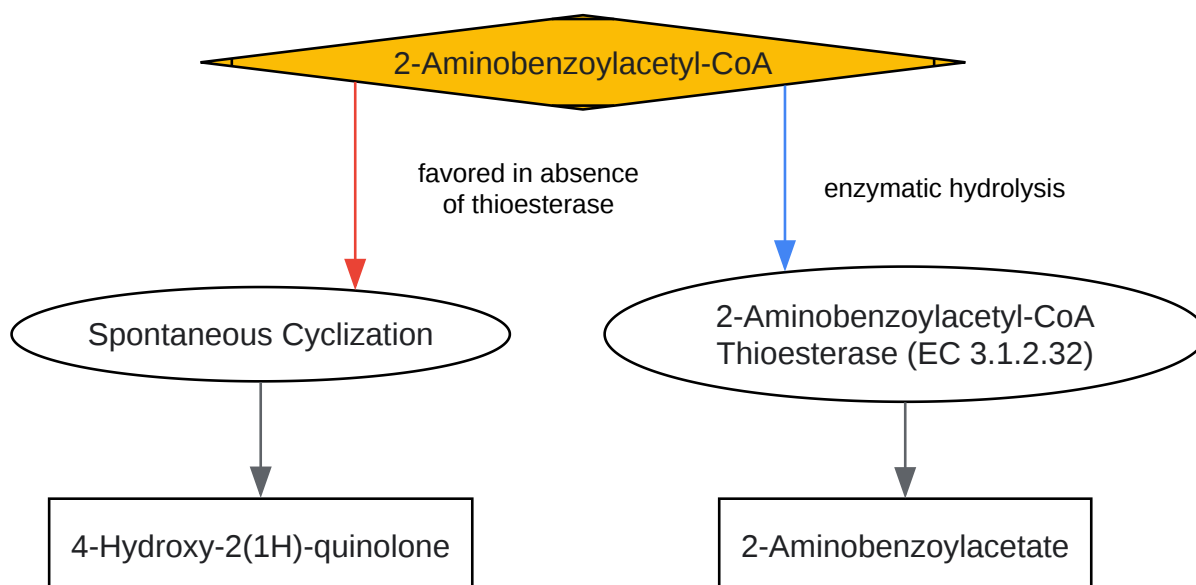 2-Aminobenzoylacetyl-CoA
favored in absence
of thioesterase
enzymatic hydrolysis
Spontaneous Cyclization
2-Aminobenzoylacetyl-CoA
Thioesterase (EC 3.1.2.32)
4-Hydroxy-2(1H)-quinolone
2-Aminobenzoylacetate